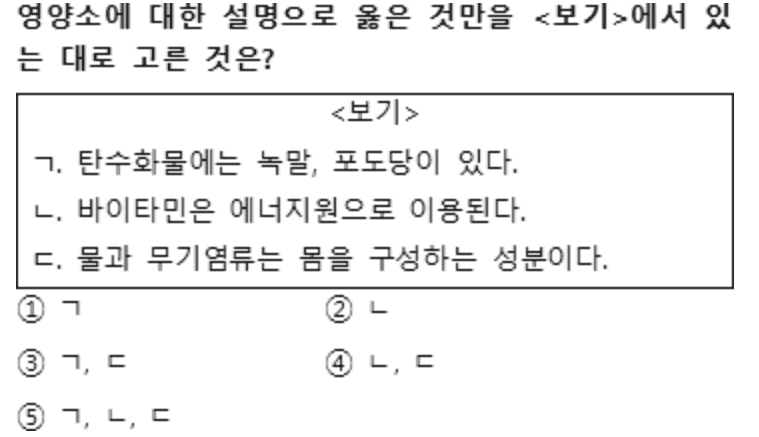 영양소에 대한 설명으로 옳은 것만을 <보기>에서 있
는 대로 고른 것은?
<보기>
ㄱ. 탄수화물에는 녹말, 포도당이 있다.
ㄴ. 바이타민은 에너지원으로 이용된다.
ㄷ. 물과 무기염류는 몸을 구성하는 성분이다.
① ㄱ ② ㄴ
③ ㄱ, ㄷ ④ ㄴ, ㄷ
⑤ ㄱ, ㄴ, ㄷ